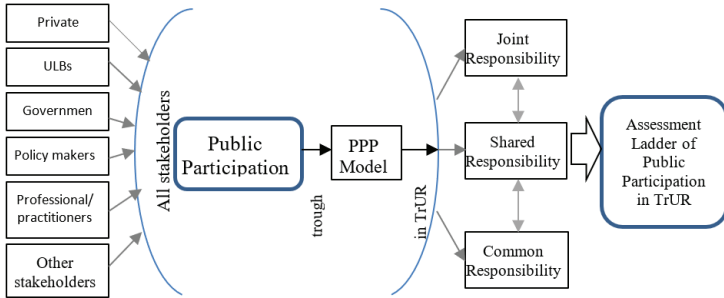 Private
ULBs
Governmen
Policy makers
Professional/
practitioners
Other
stakeholders
All stakeholders
Public
Participation
trough
PPP
Model
in TrUR
Joint
Responsibility
Shared
Responsibility
Common
Responsibility
Assessment
Ladder of
Public
Participation
in TrUR